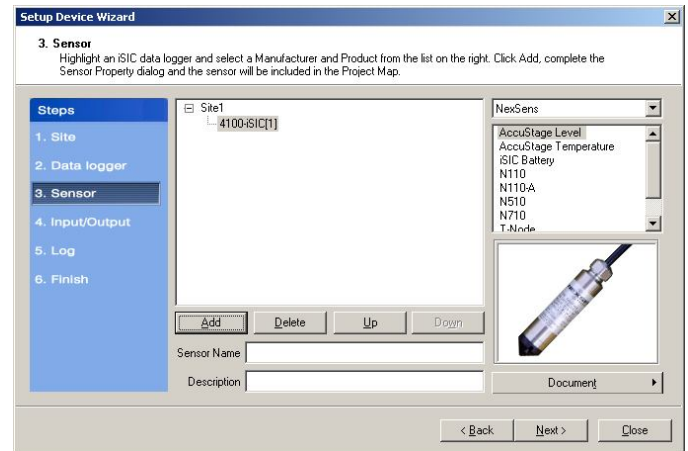 Setup Device Wizard
3. Sensor
Highlight an iSIC data logger and select a Manufacturer and Product from the list on the right. Click Add, complete the
Sensor Property dialog and the sensor will be included in the Project Map.
Steps
1. Site
2. Data logger
3. Sensor
4. Input/Output
5. Log
6. Finish
Site1
4100-iSIC[1]
Add
Delete
Up
Down
Sensor Name
Description
NexSens
AccuStage Level
AccuStage Temperature
iSIC Battery
N110
N110-A
N510
N710
T-Node
Document
< Back
Next >
Close